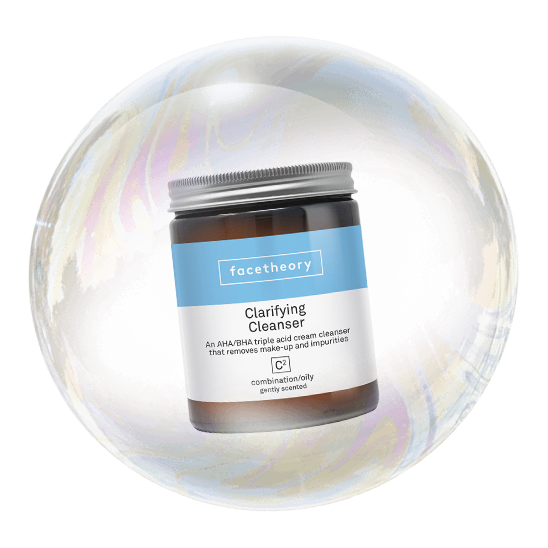 facetheory
Clarifying
Cleanser
An AHA/BHA triple acid cream cleanser
that removes make-up and impurities
C²
combination/oily
gently scented